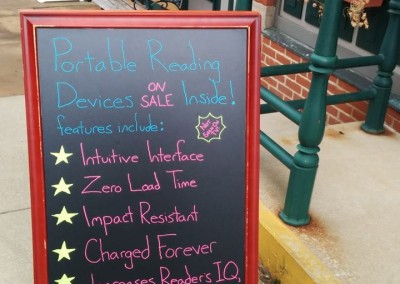 Portable Reading
Devices ON SALE Inside!
features include:
Intuitive Interface
Zero Load Time
Impact Resistant
Charged Forever
Increases Reader's IQ,